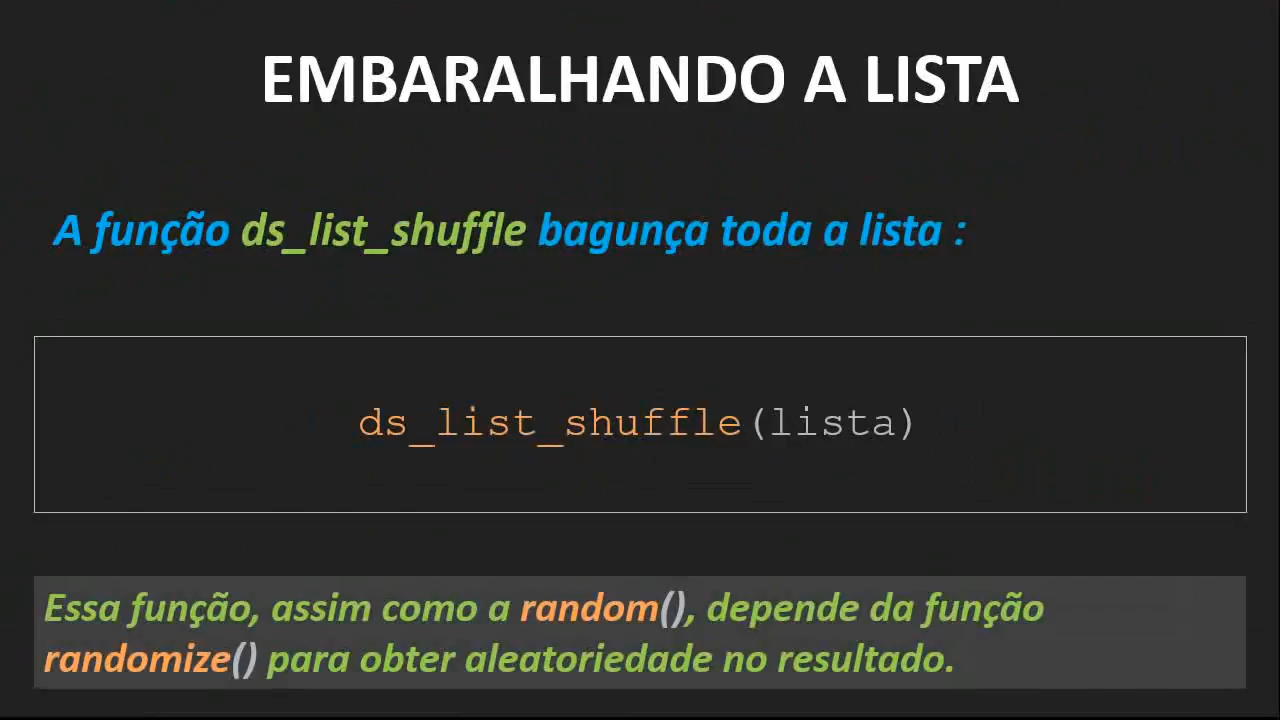 EMBARALHANDO A LISTA
A função ds_list_shuffle bagunça toda a lista :
ds_list_shuffle(lista)
Essa função, assim como a random(), depende da função
randomize() para obter aleatoriedade no resultado.